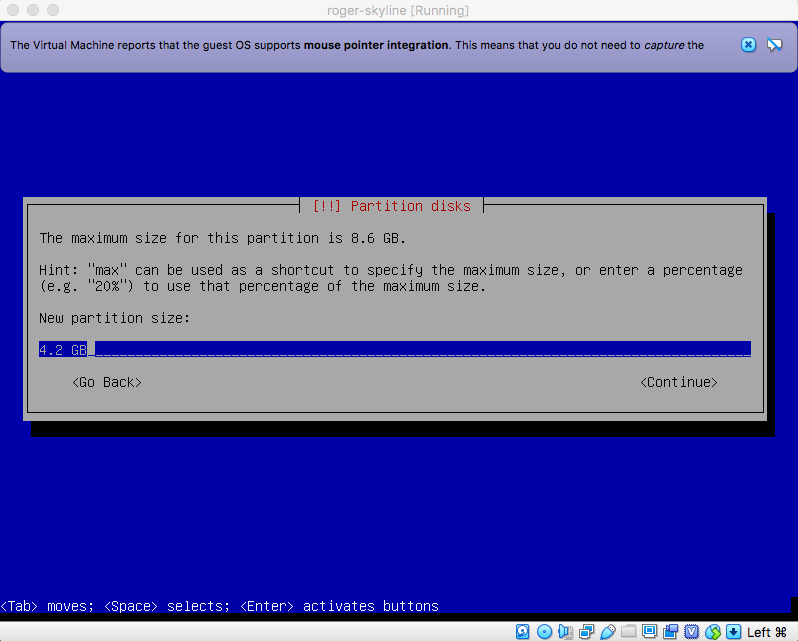 roger-skyline [Running]
The Virtual Machine reports that the guest OS supports mouse pointer integration. This means that you do not need to capture the
[!!] Partition disks
The maximum size for this partition is 8.6 GB.
Hint: "max" can be used as a shortcut to specify the maximum size, or enter a percentage
(e.g. "20%") to use that percentage of the maximum size.
New partition size:
4.2 GB
<Go Back> <Continue>
<Tab> moves; <Space> selects; <Enter> activates buttons
Left ⌘